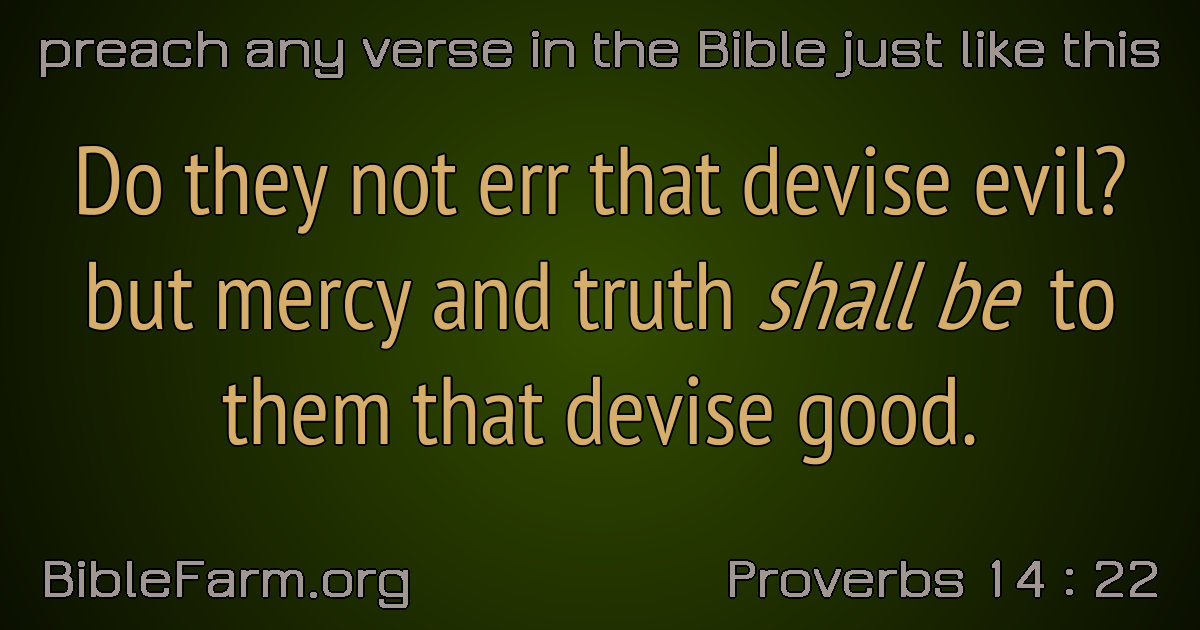 preach any verse in the Bible just like this
Do they not err that devise evil?
but mercy and truth shall be to
them that devise good.
BibleFarm.org
Proverbs 14 : 22